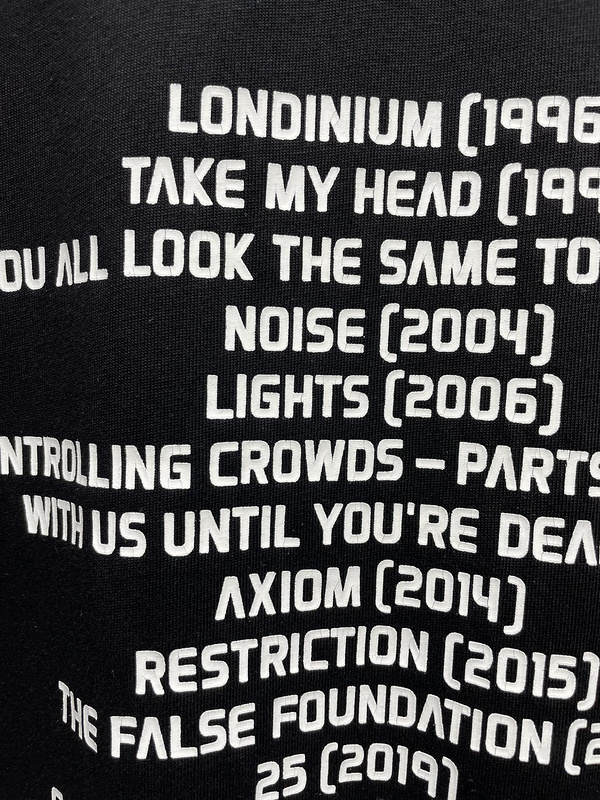 LONDINIUM (1996
TAKE MY HEAD (199
OU ALL LOOK THE SAME TO
NOISE (2004)
LIGHTS (2006)
NTROLLING CROWDS – PARTS
WITH US UNTIL YOU'RE DEA
AXIOM (2014)
RESTRICTION (2015)
THE FALSE FOUNDATION (2
25 (2019)